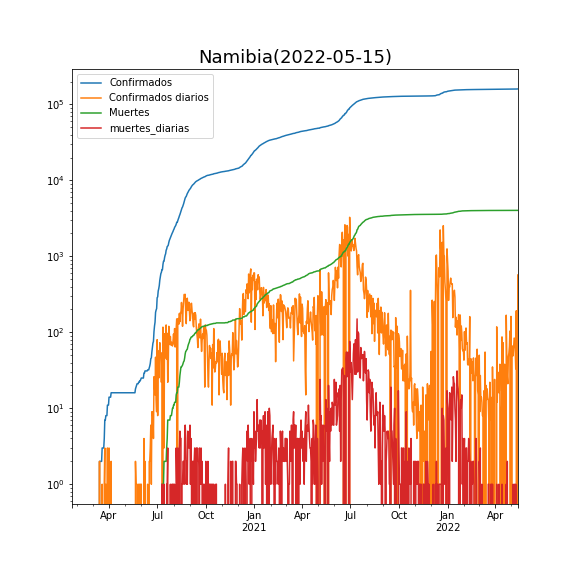 Namibia(2022-05-15)
Confirmados
Confirmados diarios
Muertes
muertes_diarias
10^5
10^4
10^3
10^2
10^1
10^0
Apr Jul Oct Jan Apr Jul Oct Jan Apr
2021 2022